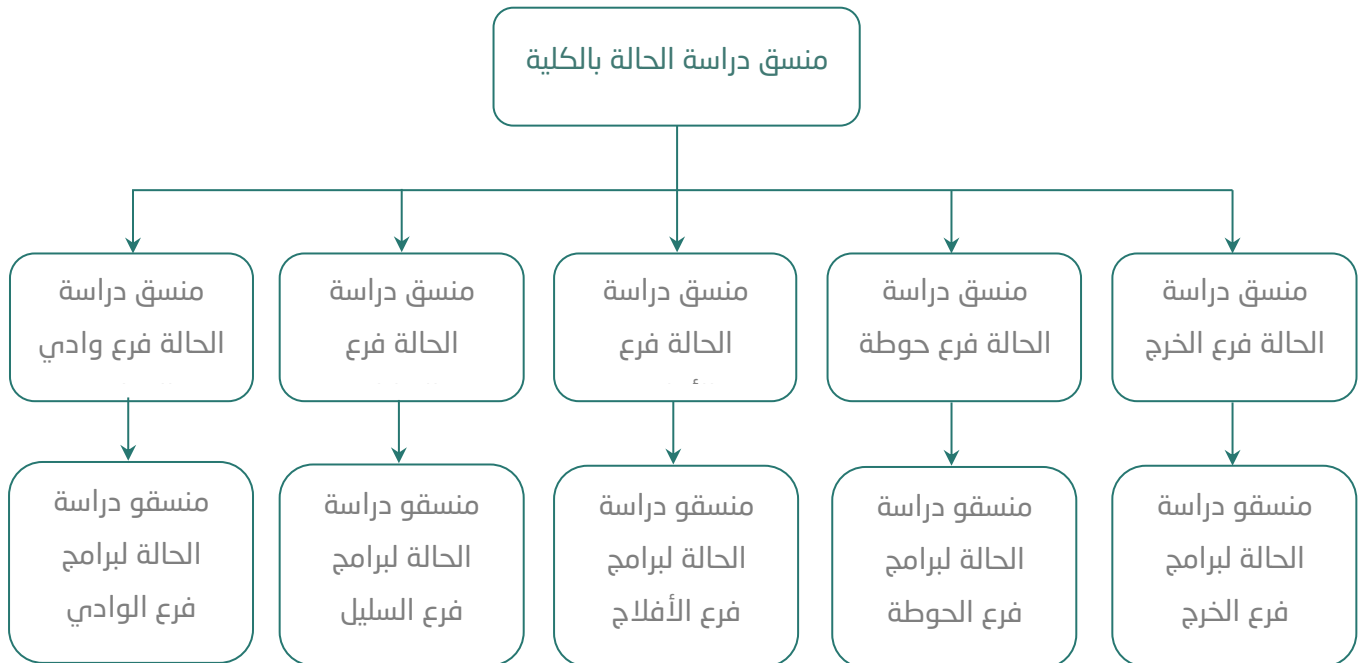 منسق دراسة الحالة بالكلية
منسق دراسة
الحالة فرع الخرج
منسق دراسة
الحالة فرع حوطة
منسق دراسة
الحالة فرع
منسق دراسة
الحالة فرع
منسق دراسة
الحالة فرع وادي
منسقو دراسة
الحالة لبرامج
فرع الخرج
منسقو دراسة
الحالة لبرامج
فرع الحوطة
منسقو دراسة
الحالة لبرامج
فرع الأفلاج
منسقو دراسة
الحالة لبرامج
فرع السليل
منسقو دراسة
الحالة لبرامج
فرع الوادي